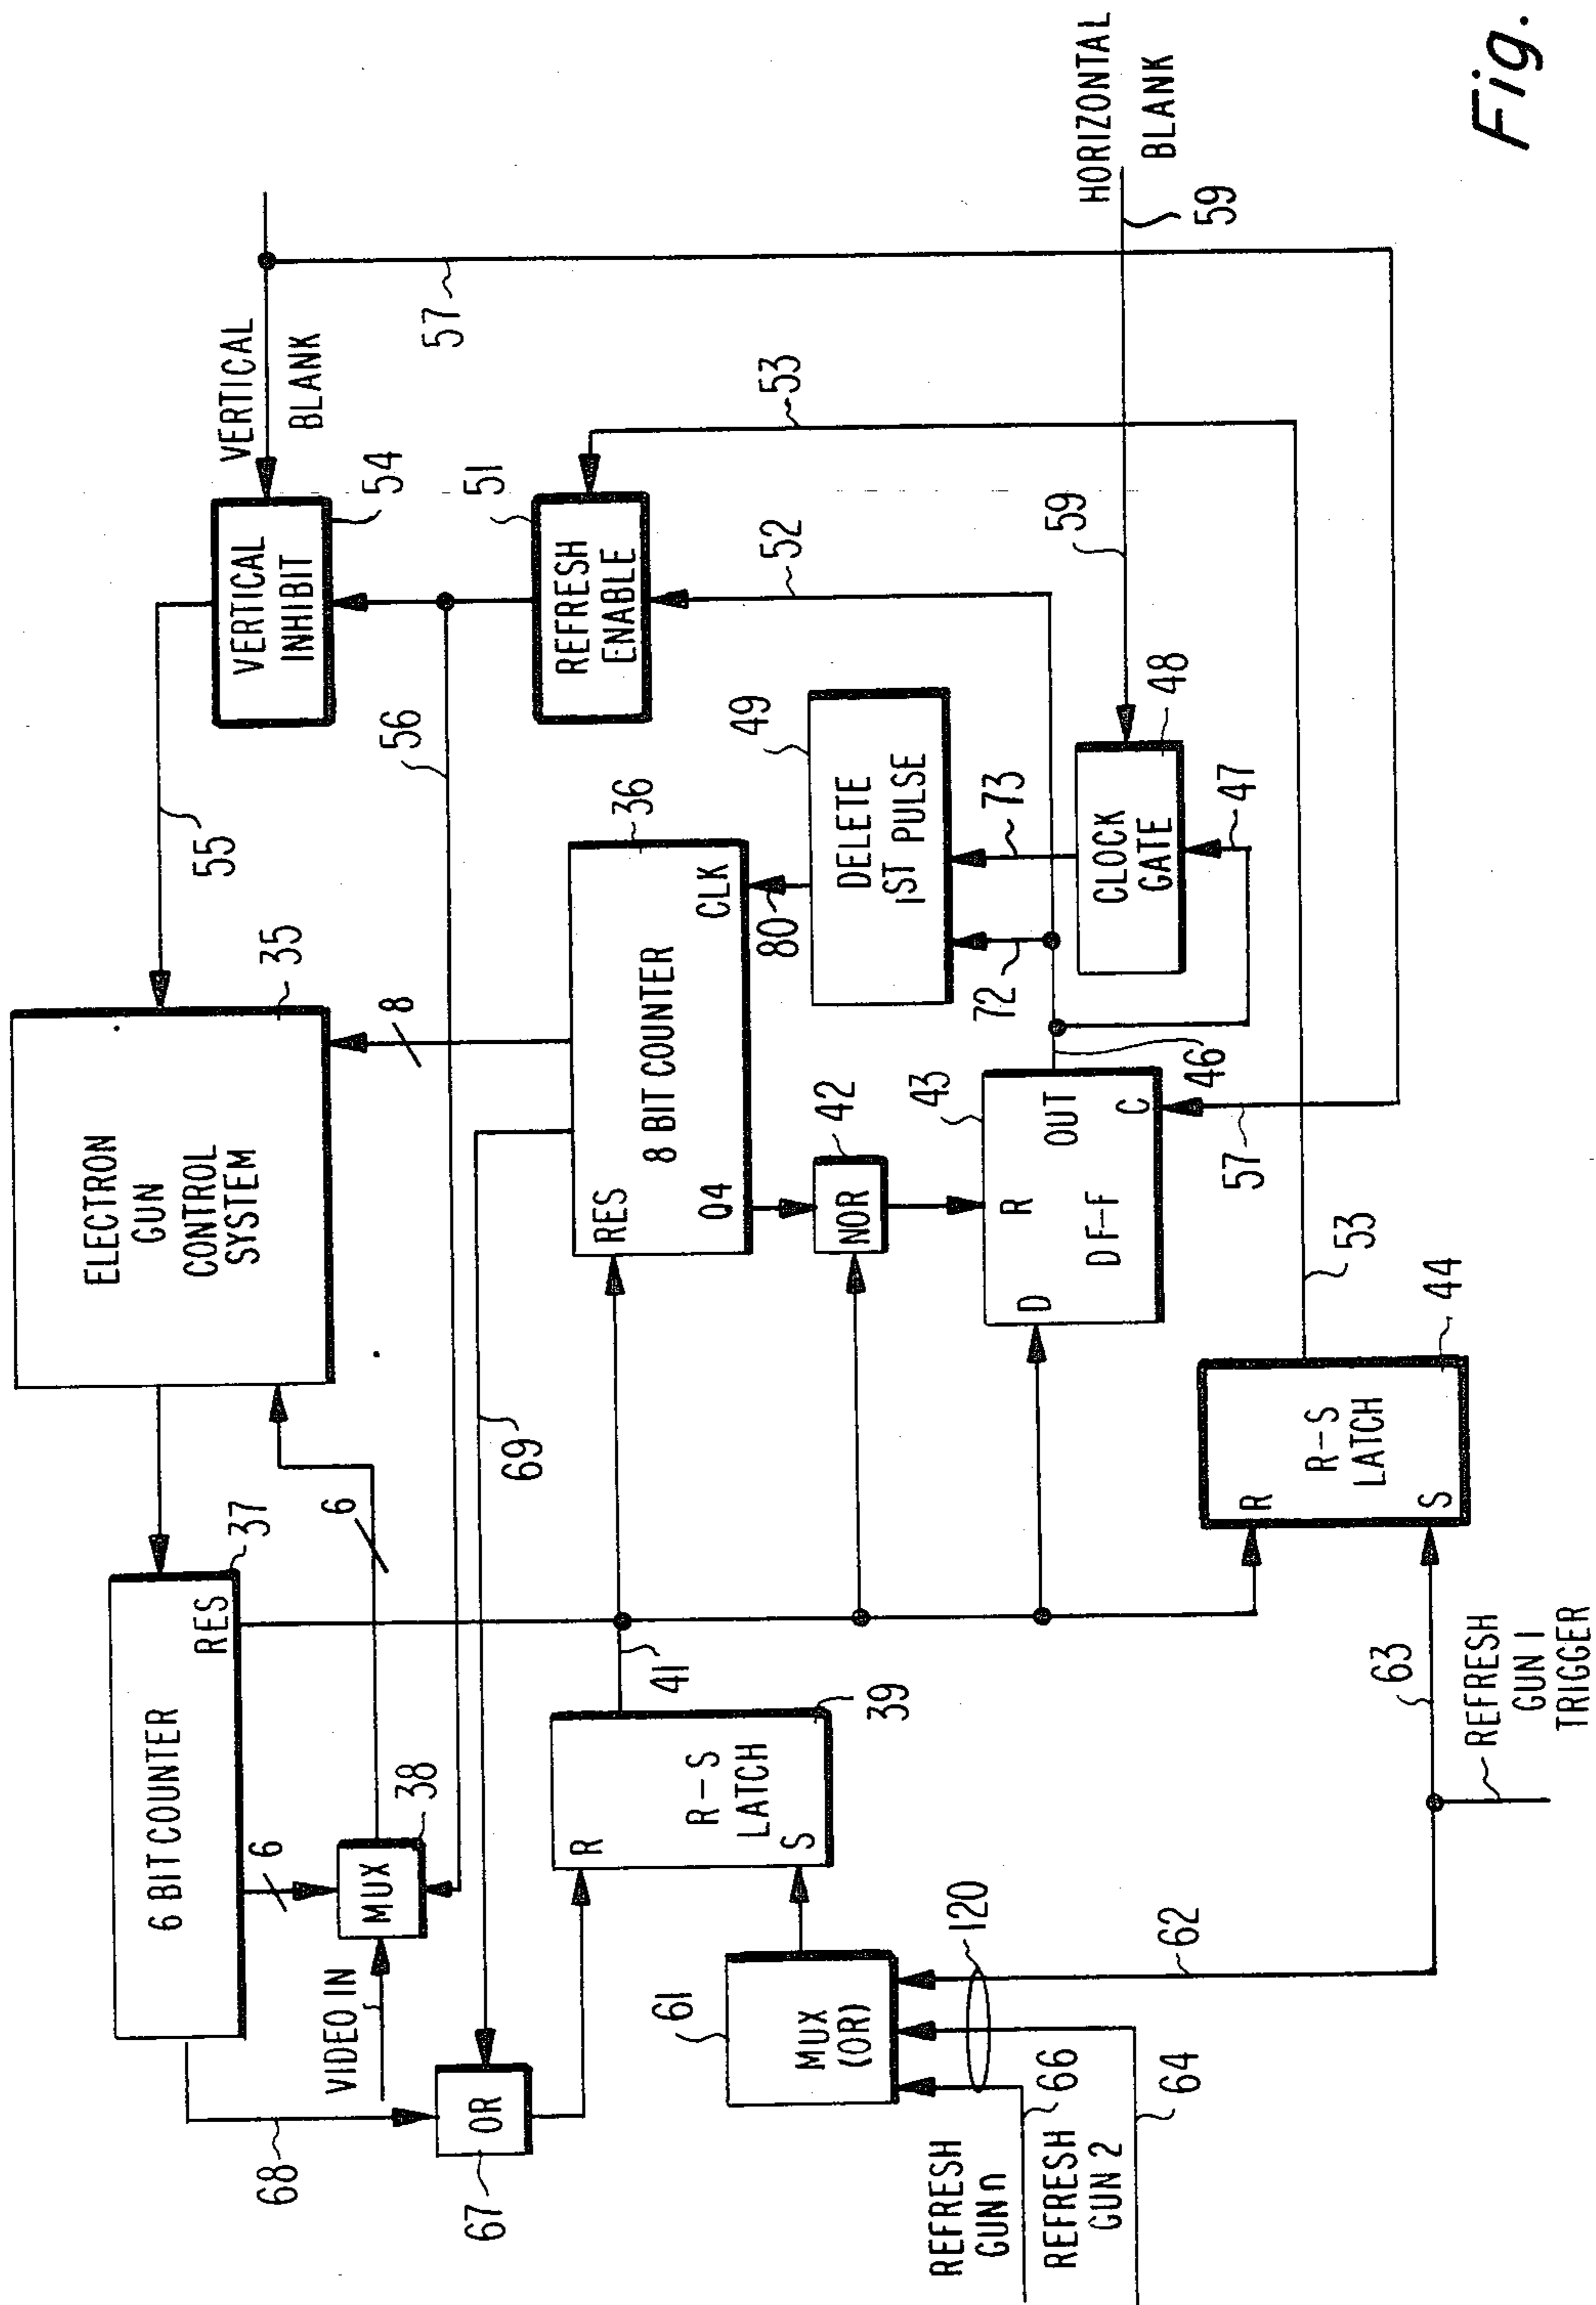 6 BIT COUNTER
RES
37
68
6
VIDEO IN
MUX
38
6
OR
67
ELECTRON
GUN
CONTROL
SYSTEM
35
55
VERTICAL
INHIBIT
54
VERTICAL
BLANK
57
56
69
8
RES
8 BIT COUNTER
Q4
CLK
36
REFRESH
ENABLE
51
53
52
R
R-S
LATCH
S
39
41
NOR
42
80
DELETE
1ST PULSE
49
72
73
61
MUX
(OR)
120
D
R
D F-F
OUT
C
43
46
CLOCK
GATE
48
47
59
HORIZONTAL
BLANK
59
57
REFRESH
GUN n
66
REFRESH
GUN 2
64
62
63
R
R-S
LATCH
S
44
53
REFRESH
GUN 1
TRIGGER
Fig.